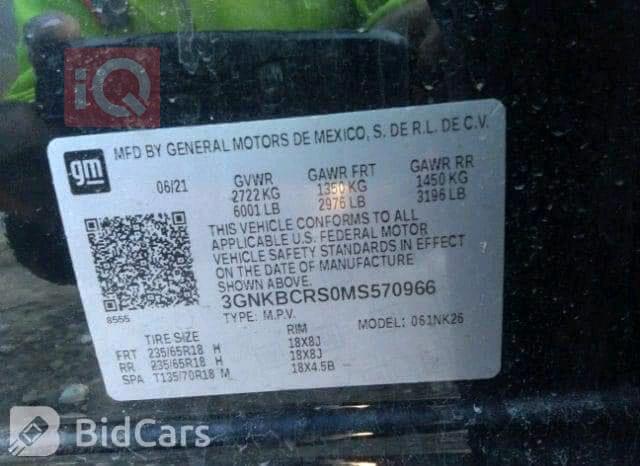 iQ
gm
MFD BY GENERAL MOTORS DE MEXICO, S. DE R.L. DE C.V.
06/21 GVWR GAWR FRT GAWR RR
2722 KG 1350 KG 1450 KG
6001 LB 2976 LB 3196 LB
THIS VEHICLE CONFORMS TO ALL
APPLICABLE U.S. FEDERAL MOTOR
VEHICLE SAFETY STANDARDS IN EFFECT
ON THE DATE OF MANUFACTURE
3GNKBCRS0MS570966
8555 TYPE: M.P.V. MODEL: 061NK26
TIRE SIZE RIM
FRT 235/65R18 H 18X8J
RR 235/65R18 H 18X8J
SPA T135/70R18 M 18X4.5B
BidCars